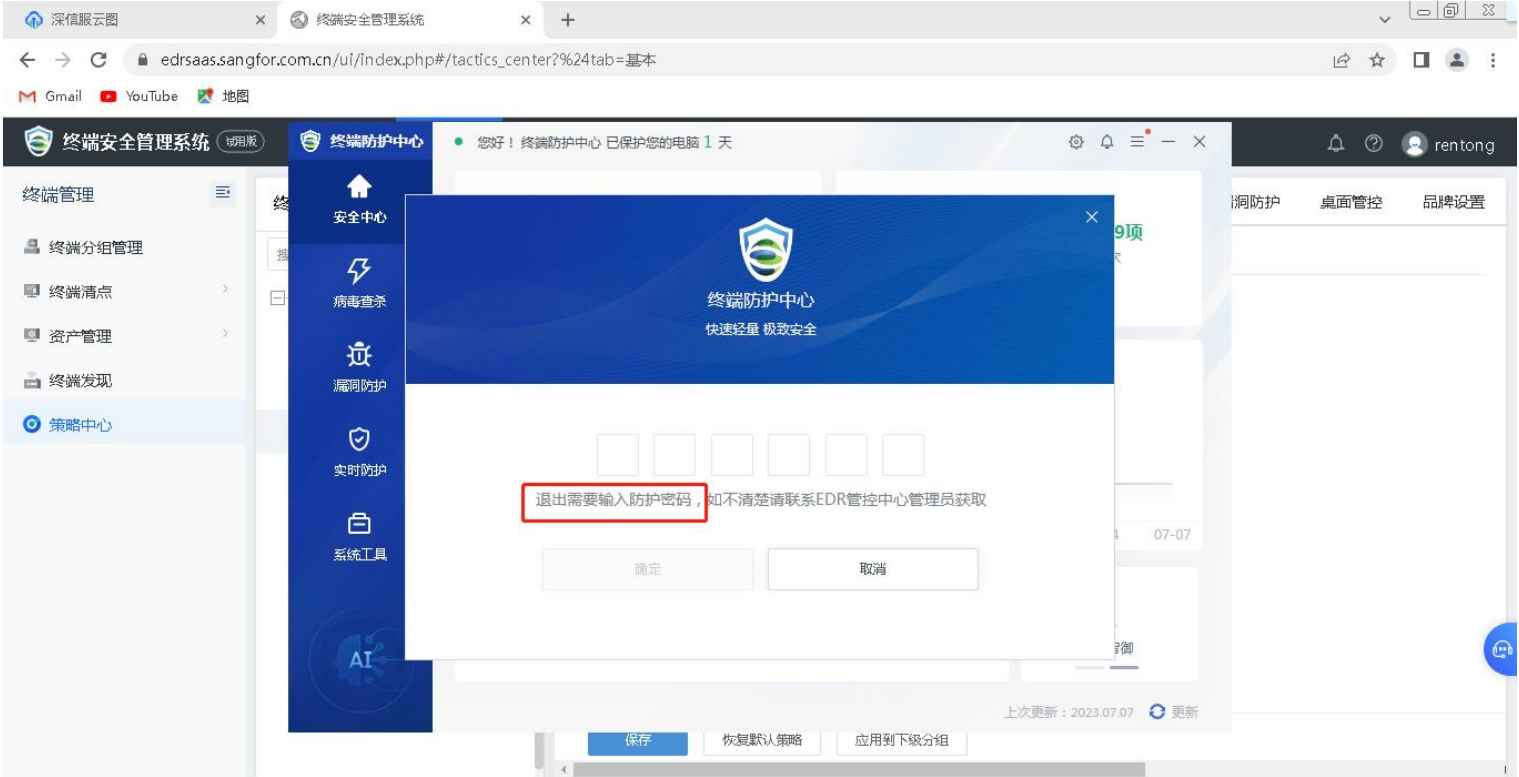 深信服云图
终端安全管理系统
edrsaas.sangfor.com.cn/ui/index.php#/tactics_center?%24tab=基本
Gmail
YouTube
地图
终端安全管理系统 试用版
终端防护中心
您好！终端防护中心 已保护您的电脑 1 天
rentong
终端管理
终端分组管理
终端清点
资产管理
终端发现
策略中心
终
安全中心
病毒查杀
漏洞防护
实时防护
系统工具
AI
洞防护
桌面管控
品牌设置
9项
终端防护中心
快速轻量 极致安全
退出需要输入防护密码，如不清楚请联系EDR管控中心管理员获取
确定
取消
07-07
御
上次更新：2023.07.07
更新
保存
恢复默认策略
应用到下级分组